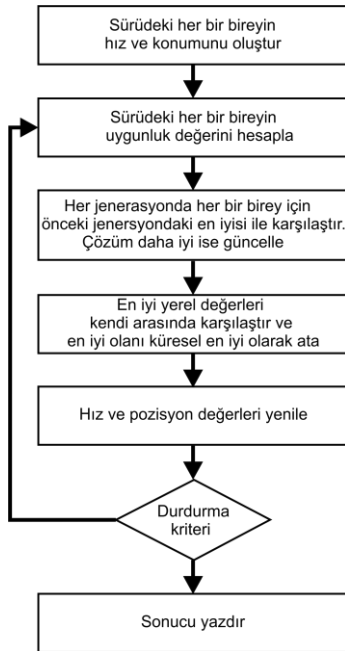 Sürüdeki her bir bireyin
hız ve konumunu oluştur
Sürüdeki her bir bireyin
uygunluk değerini hesapla
Her jenerasyonda her bir birey için
önceki jenersyondaki en iyisi ile karşılaştır.
Çözüm daha iyi ise güncelle
En iyi yerel değerleri
kendi arasında karşılaştır ve
en iyi olanı küresel en iyi olarak ata
Hız ve pozisyon değerleri yenile
Durdurma
kriteri
Sonucu yazdır